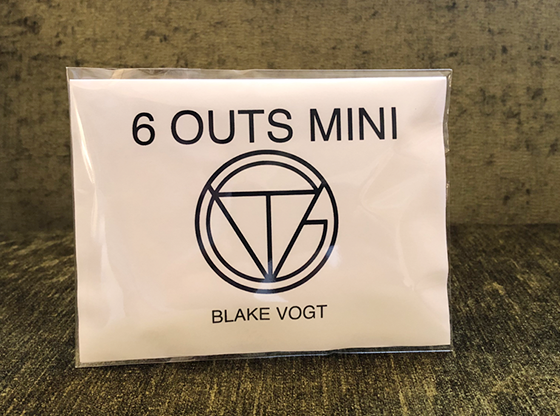 6 OUTS MINI
BLAKE VOGT